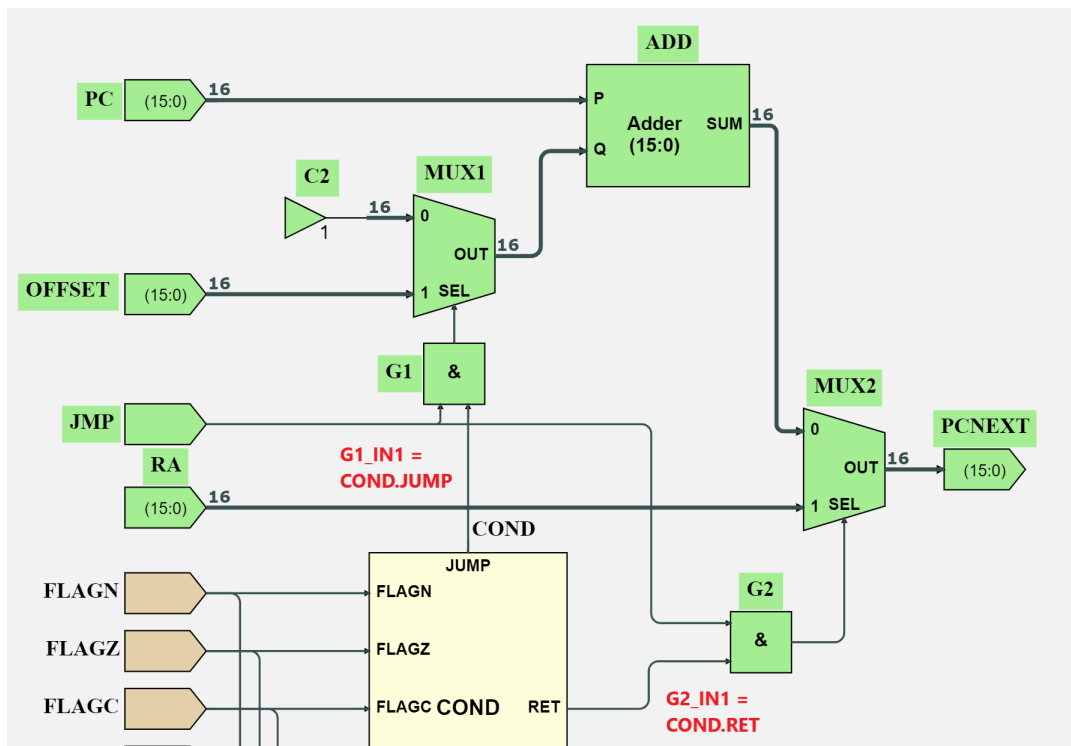 ADD
PC
(15:0)
16
P
Adder
(15:0)
SUM
16
Q
C2
1
16
MUX1
0
OUT
16
OFFSET
(15:0)
16
1 SEL
G1
&
MUX2
JMP
0
PCNEXT
G1_IN1 =
COND.JUMP
RA
(15:0)
16
OUT
16
(15:0)
1 SEL
COND
JUMP
FLAGN
FLAGN
G2
&
FLAGZ
FLAGZ
FLAGC
FLAGC
COND
RET
G2_IN1 =
COND.RET